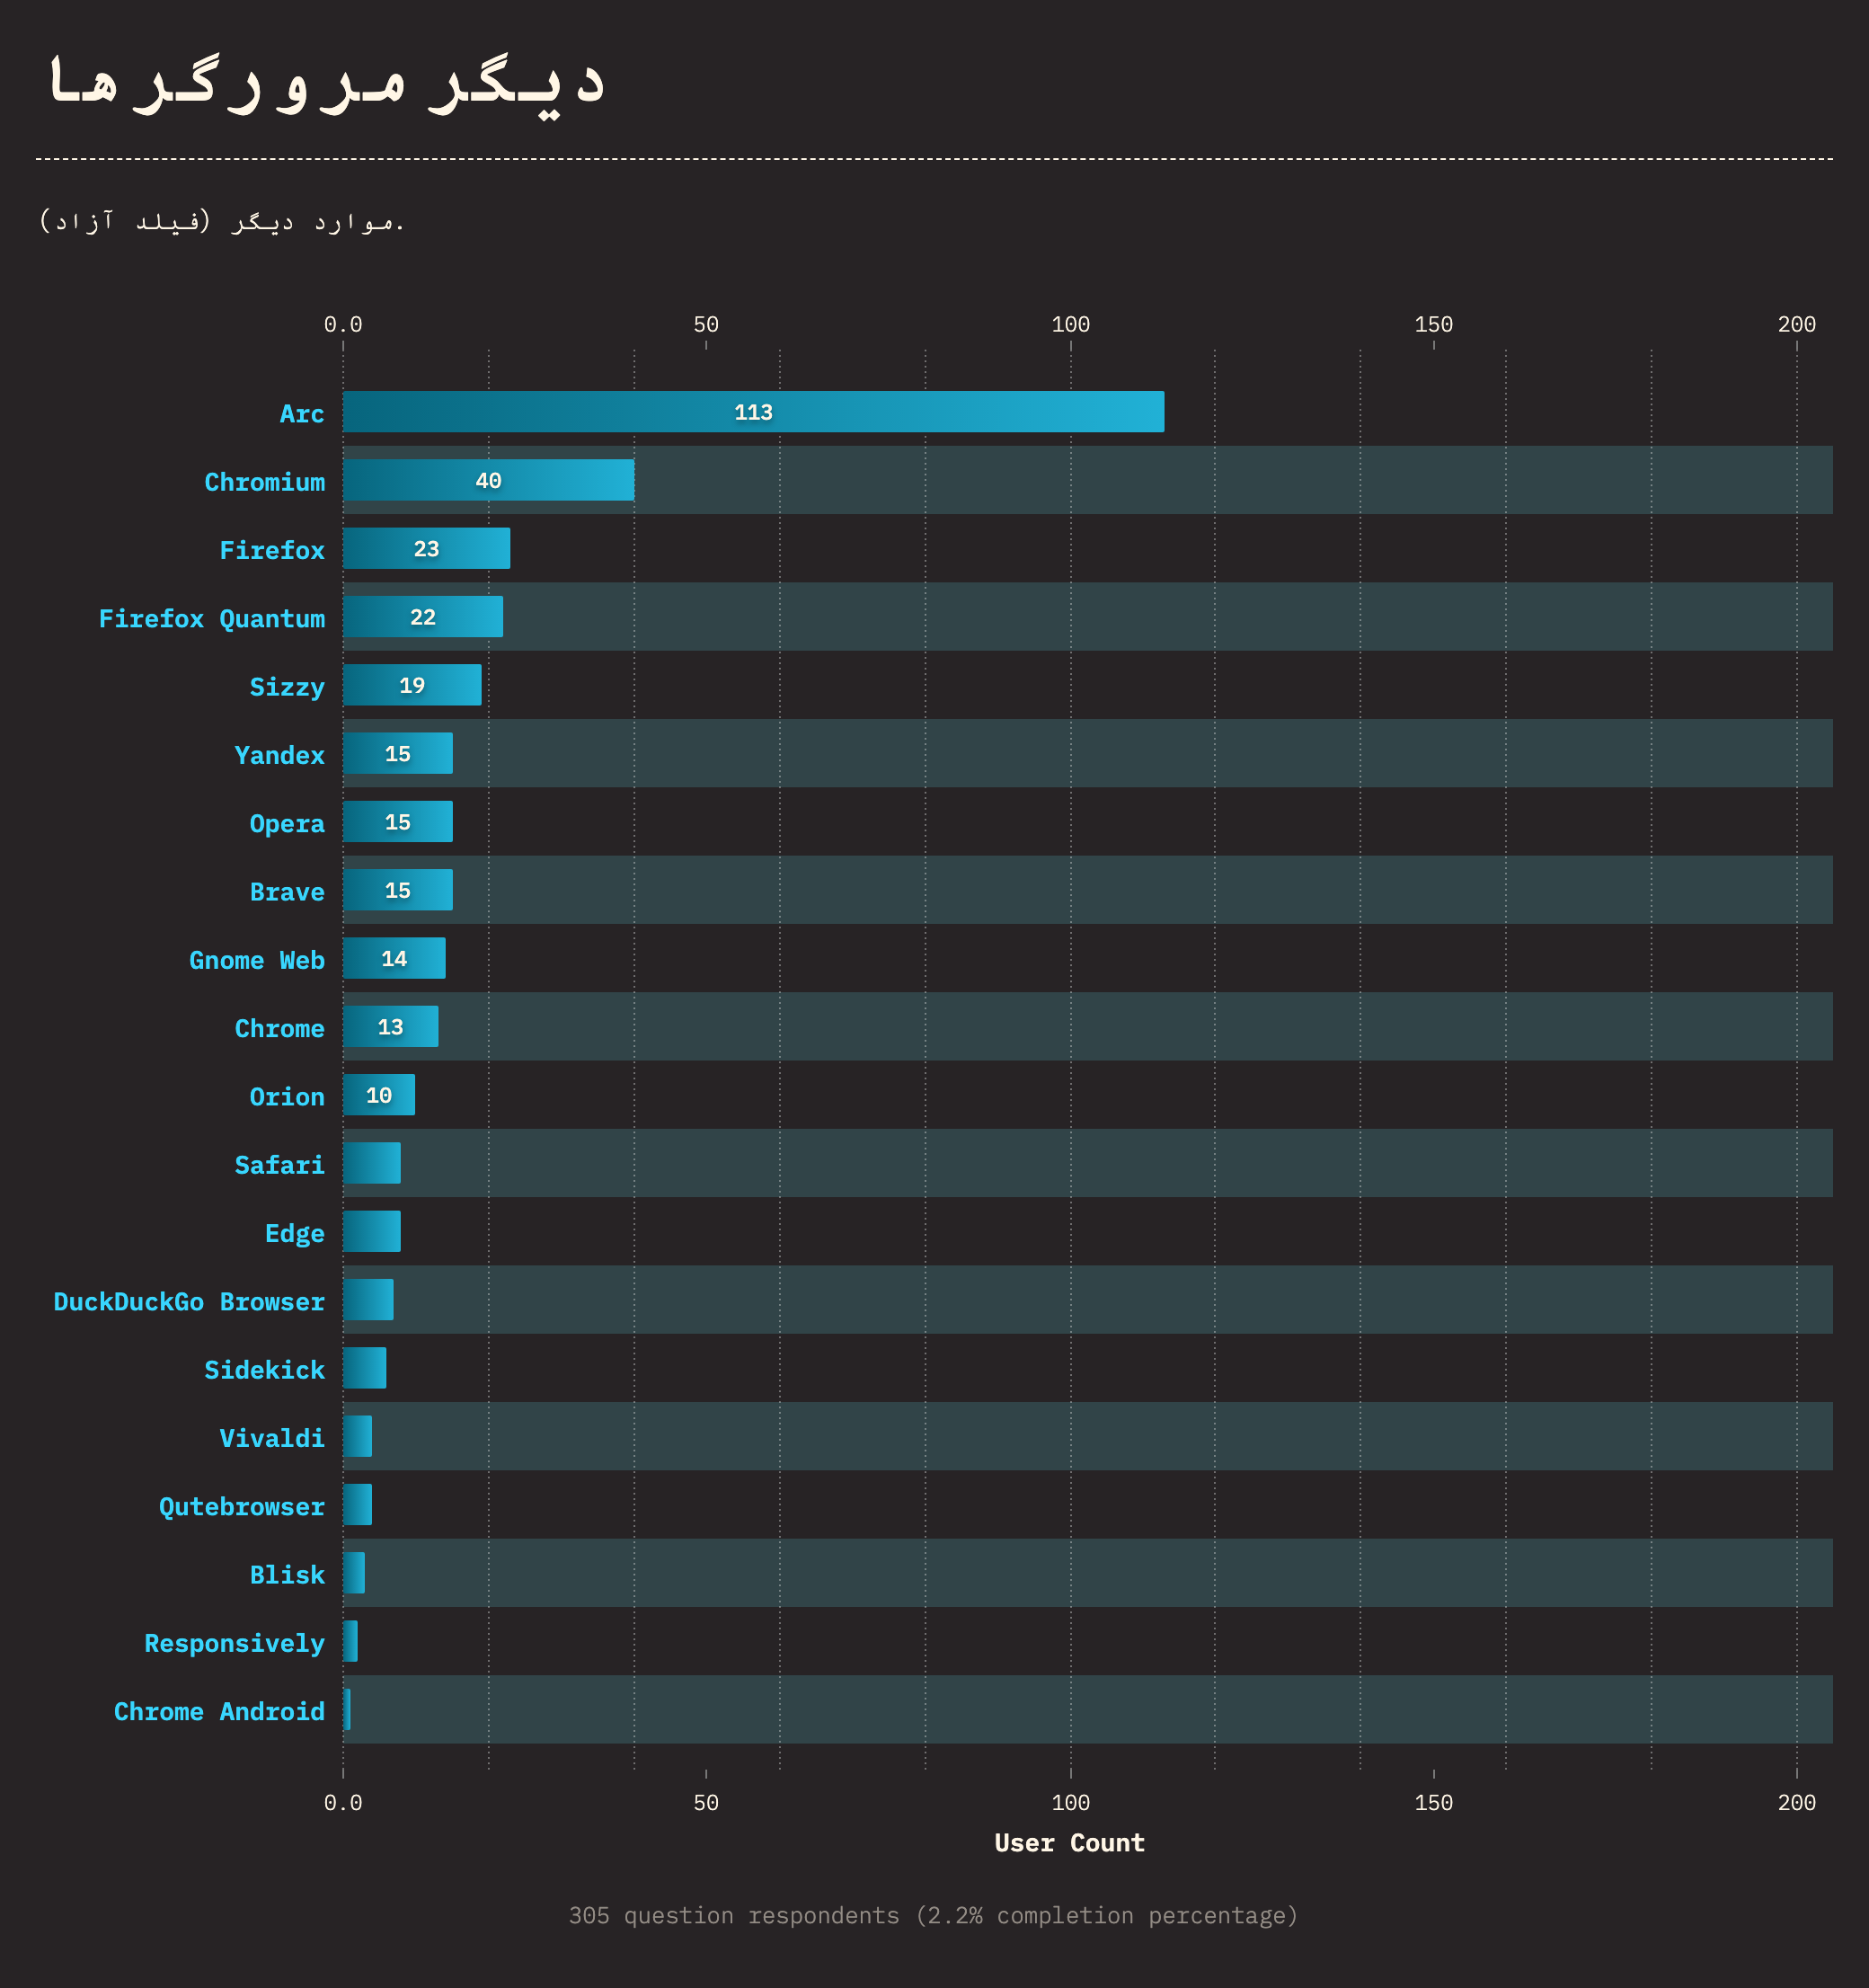 دیگر مرورگرها
موارد دیگر (فیلد آزاد).
0.0 50 100 150 200
Arc 113
Chromium 40
Firefox 23
Firefox Quantum 22
Sizzy 19
Yandex 15
Opera 15
Brave 15
Gnome Web 14
Chrome 13
Orion 10
Safari
Edge
DuckDuckGo Browser
Sidekick
Vivaldi
Qutebrowser
Blisk
Responsively
Chrome Android
0.0 50 100 150 200
User Count
305 question respondents (2.2% completion percentage)